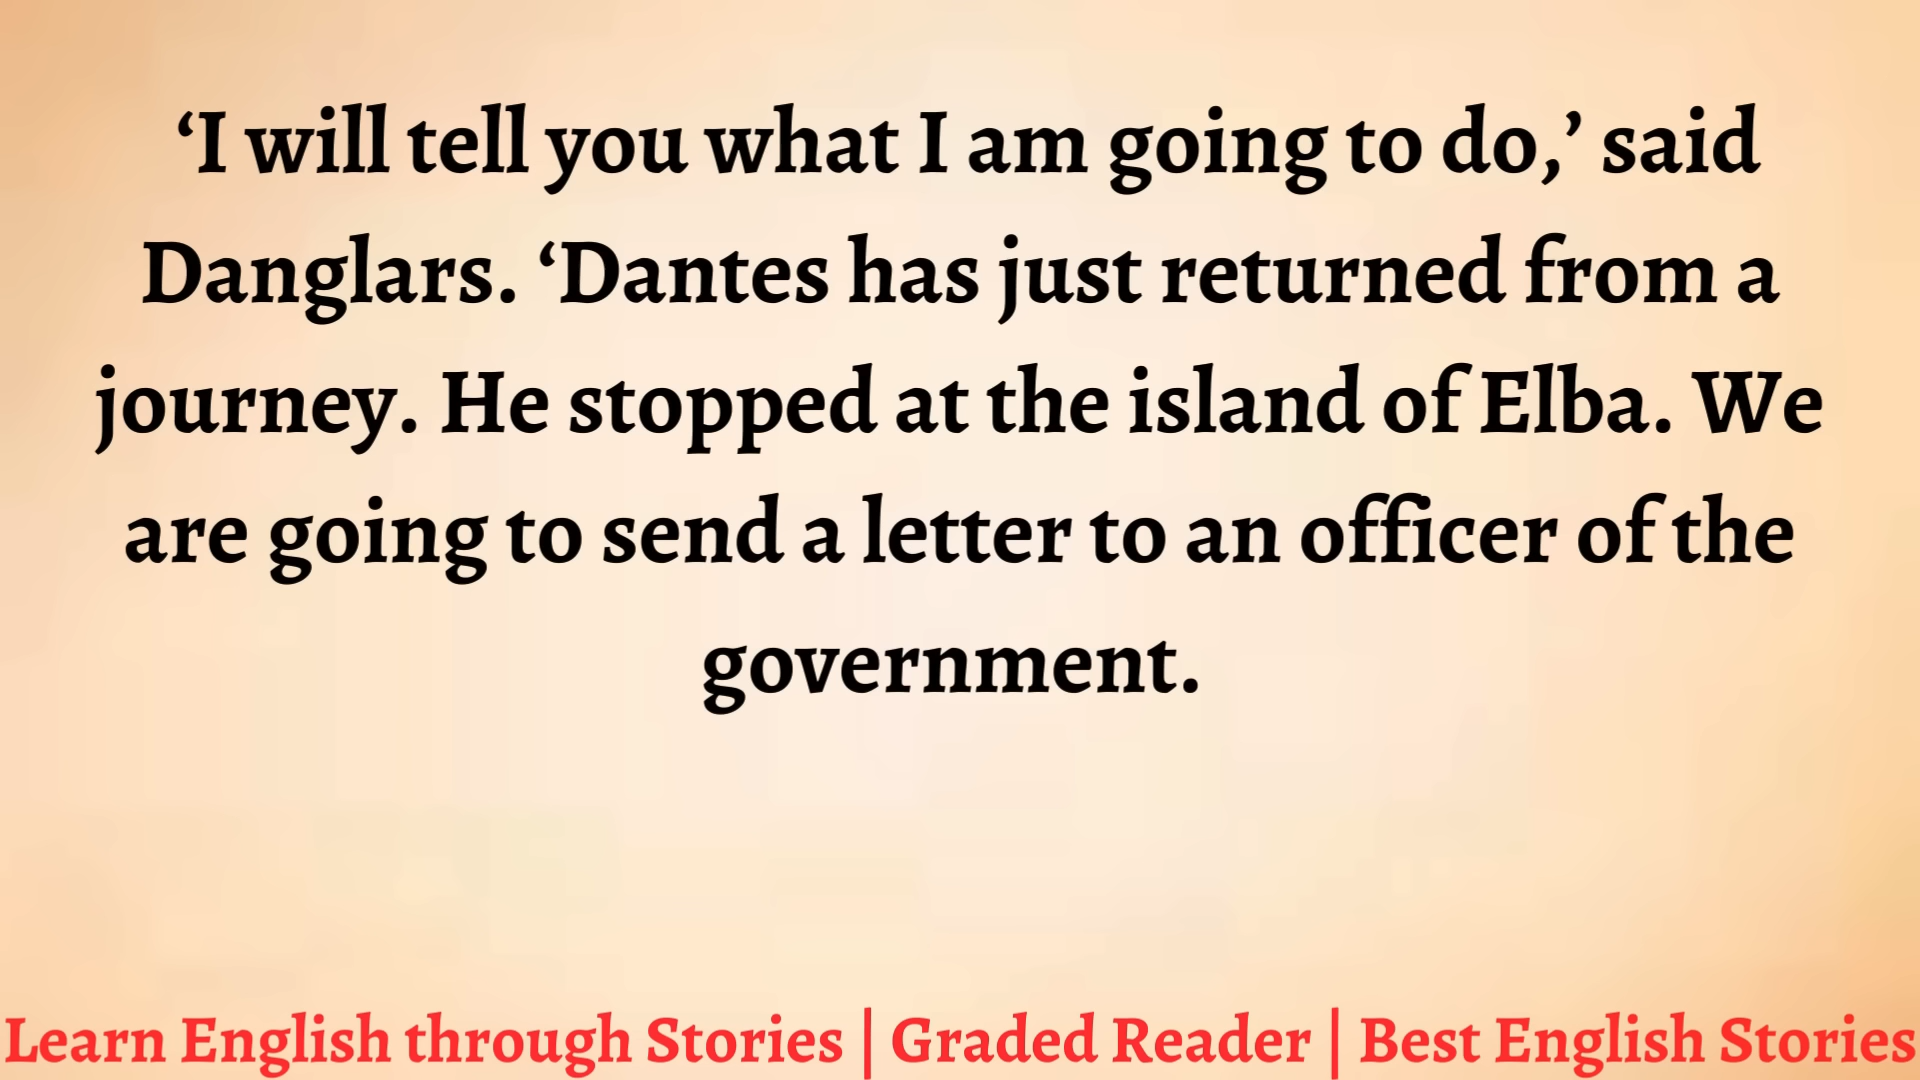 ‘I will tell you what I am going to do,’ said
Danglars. ‘Dantes has just returned from a
journey. He stopped at the island of Elba. We
are going to send a letter to an officer of the
government.
Learn English through Stories | Graded Reader | Best English Stories